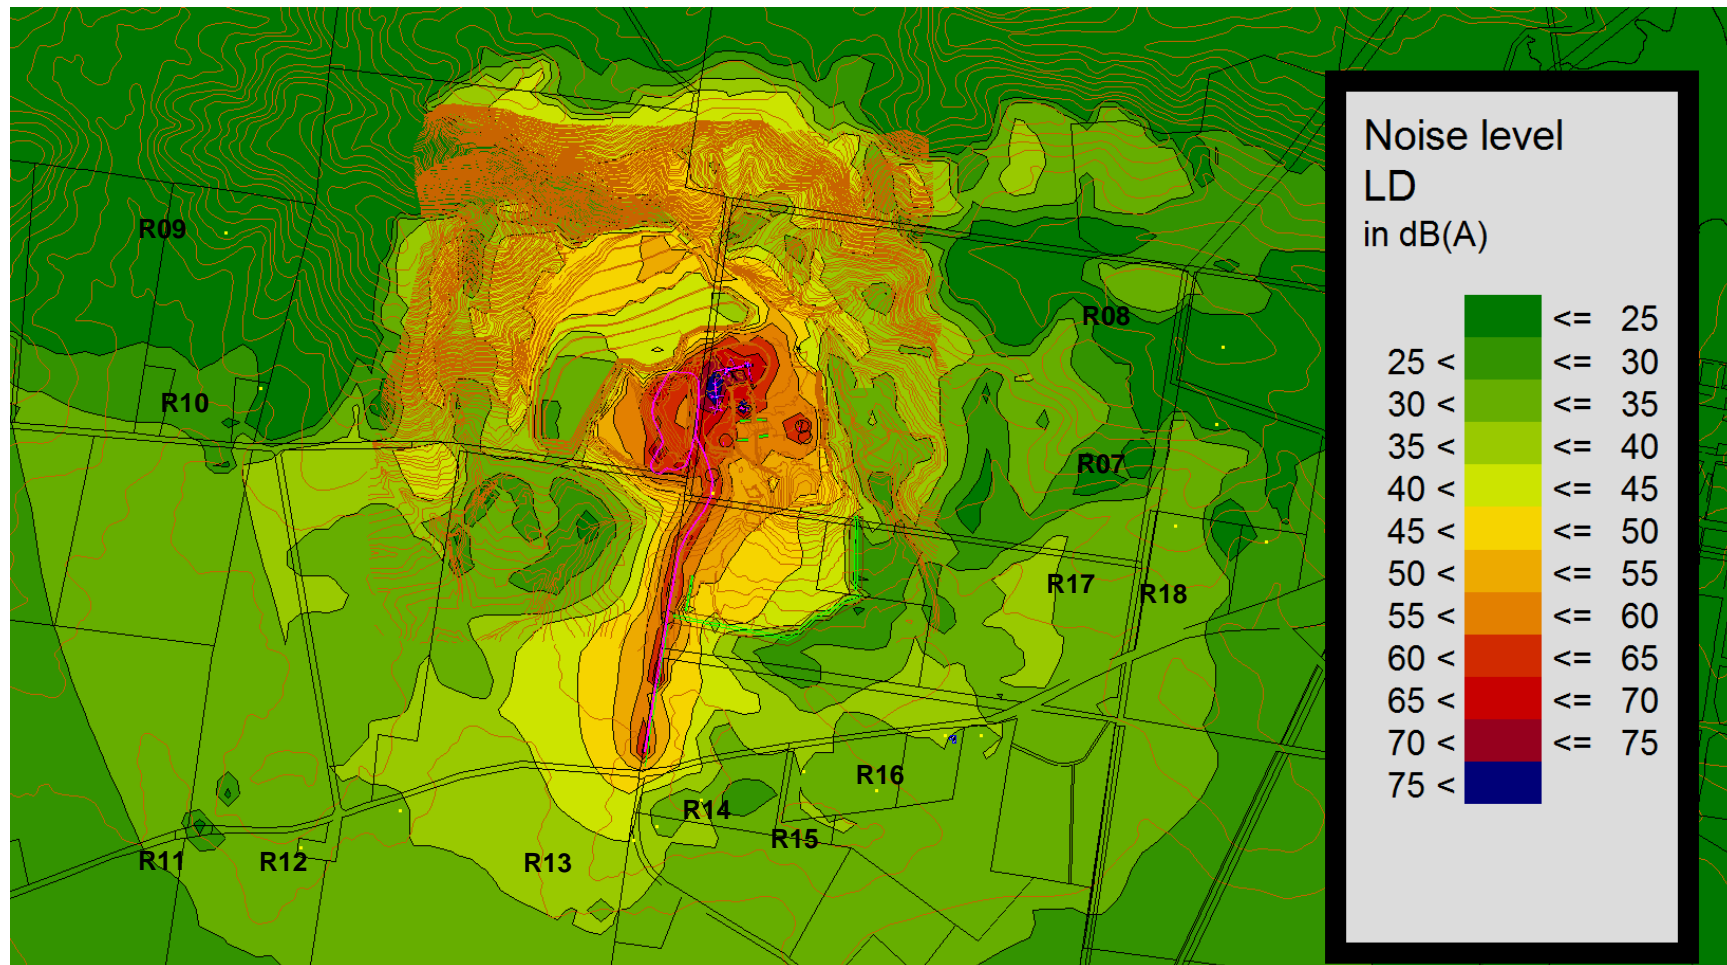 Noise level
LD
in dB(A)
<= 25
25 < <= 30
30 < <= 35
35 < <= 40
40 < <= 45
45 < <= 50
50 < <= 55
55 < <= 60
60 < <= 65
65 < <= 70
70 < <= 75
75 <
R09
R08
R10
R07
R17
R18
R16
R14
R15
R11
R12
R13